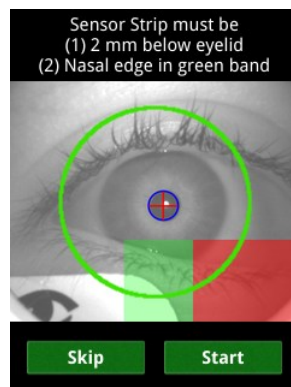 Sensor Strip must be
(1) 2 mm below eyelid
(2) Nasal edge in green band
Skip
Start